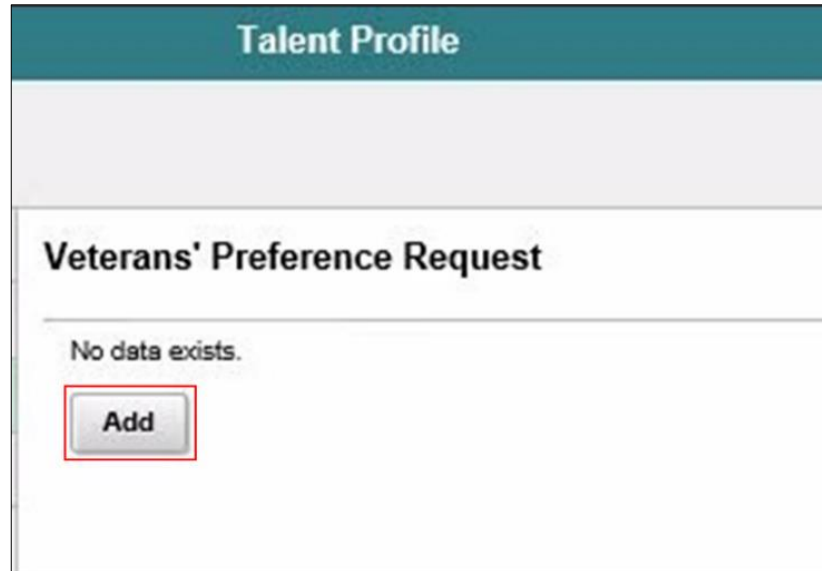 Talent Profile
Veterans' Preference Request
No data exists.
Add